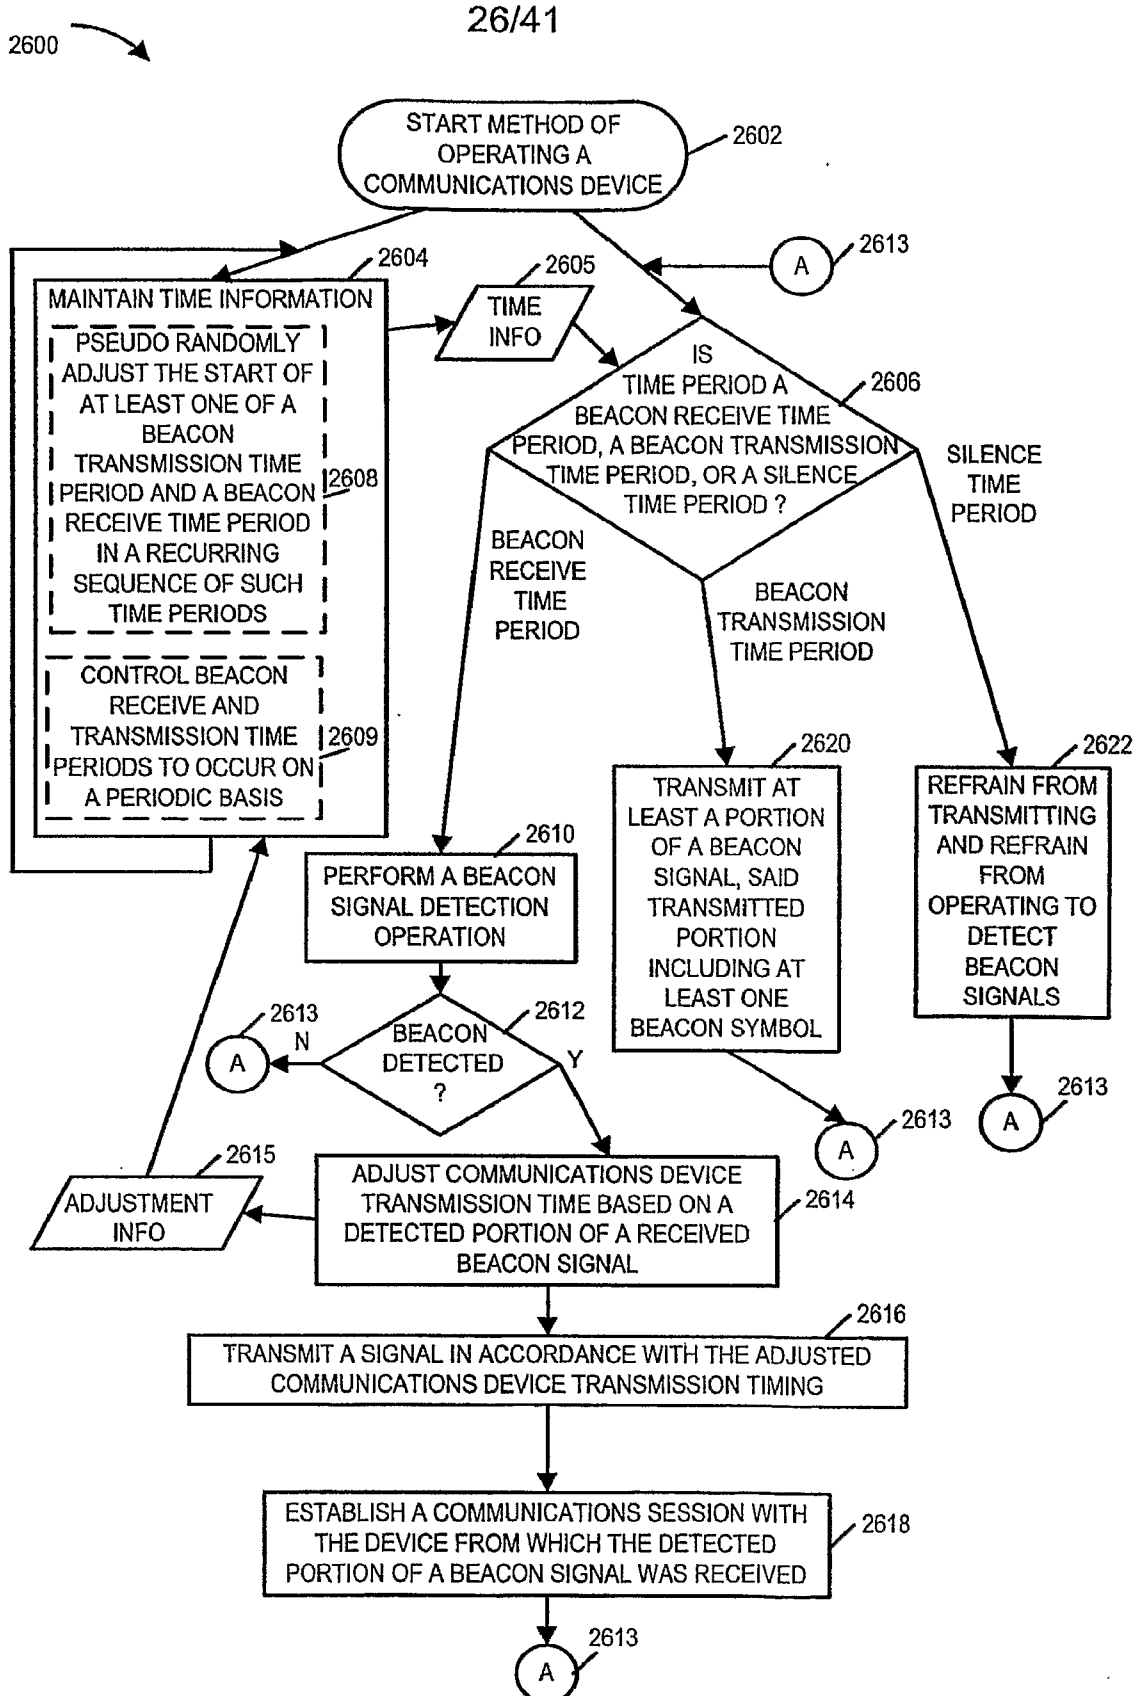 26/41
2600
START METHOD OF
OPERATING A
COMMUNICATIONS DEVICE
2602
A
2613
2604
MAINTAIN TIME INFORMATION
2605
TIME
INFO
PSEUDO RANDOMLY
ADJUST THE START OF
AT LEAST ONE OF A
BEACON
TRANSMISSION TIME
PERIOD AND A BEACON
RECEIVE TIME PERIOD
IN A RECURRING
SEQUENCE OF SUCH
TIME PERIODS
2608
CONTROL BEACON
RECEIVE AND
TRANSMISSION TIME
PERIODS TO OCCUR ON
A PERIODIC BASIS
2609
IS
TIME PERIOD A
BEACON RECEIVE TIME
PERIOD, A BEACON TRANSMISSION
TIME PERIOD, OR A SILENCE
TIME PERIOD ?
2606
BEACON
RECEIVE
TIME
PERIOD
BEACON
TRANSMISSION
TIME PERIOD
SILENCE
TIME
PERIOD
2610
PERFORM A BEACON
SIGNAL DETECTION
OPERATION
2620
TRANSMIT AT
LEAST A PORTION
OF A BEACON
SIGNAL, SAID
TRANSMITTED
PORTION
INCLUDING AT
LEAST ONE
BEACON SYMBOL
2622
REFRAIN FROM
TRANSMITTING
AND REFRAIN
FROM
OPERATING TO
DETECT
BEACON
SIGNALS
2612
BEACON
DETECTED
?
N
Y
2613
A
A
2613
A
2613
2615
ADJUSTMENT
INFO
ADJUST COMMUNICATIONS DEVICE
TRANSMISSION TIME BASED ON A
DETECTED PORTION OF A RECEIVED
BEACON SIGNAL
2614
2616
TRANSMIT A SIGNAL IN ACCORDANCE WITH THE ADJUSTED
COMMUNICATIONS DEVICE TRANSMISSION TIMING
ESTABLISH A COMMUNICATIONS SESSION WITH
THE DEVICE FROM WHICH THE DETECTED
PORTION OF A BEACON SIGNAL WAS RECEIVED
2618
A
2613